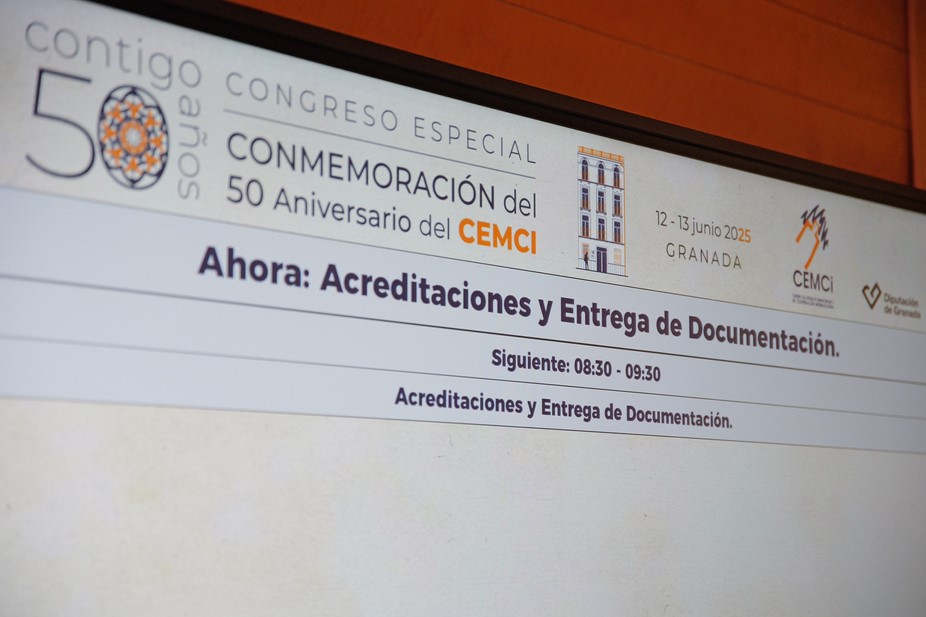 contigo
50
años
CONGRESO ESPECIAL
CONMEMORACIÓN del
50 Aniversario del CEMCI
12 - 13 junio 2025
GRANADA
CEMCi
Diputación
de Granada
Ahora: Acreditaciones y Entrega de Documentación.
Siguiente: 08:30 - 09:30
Acreditaciones y Entrega de Documentación.